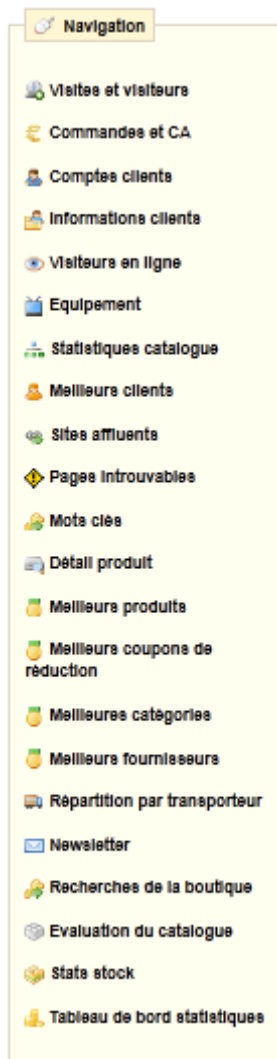 Navigation
Visites et visiteurs
Commandes et CA
Comptes clients
Informations clients
Visiteurs en ligne
Equipement
Statistiques catalogue
Meilleurs clients
Sites affluents
Pages introuvables
Mots clés
Détail produit
Meilleurs produits
Meilleurs coupons de
réduction
Meilleures catégories
Meilleurs fournisseurs
Répartition par transporteur
Newsletter
Recherches de la boutique
Evaluation du catalogue
Stats stock
Tableau de bord statistiques